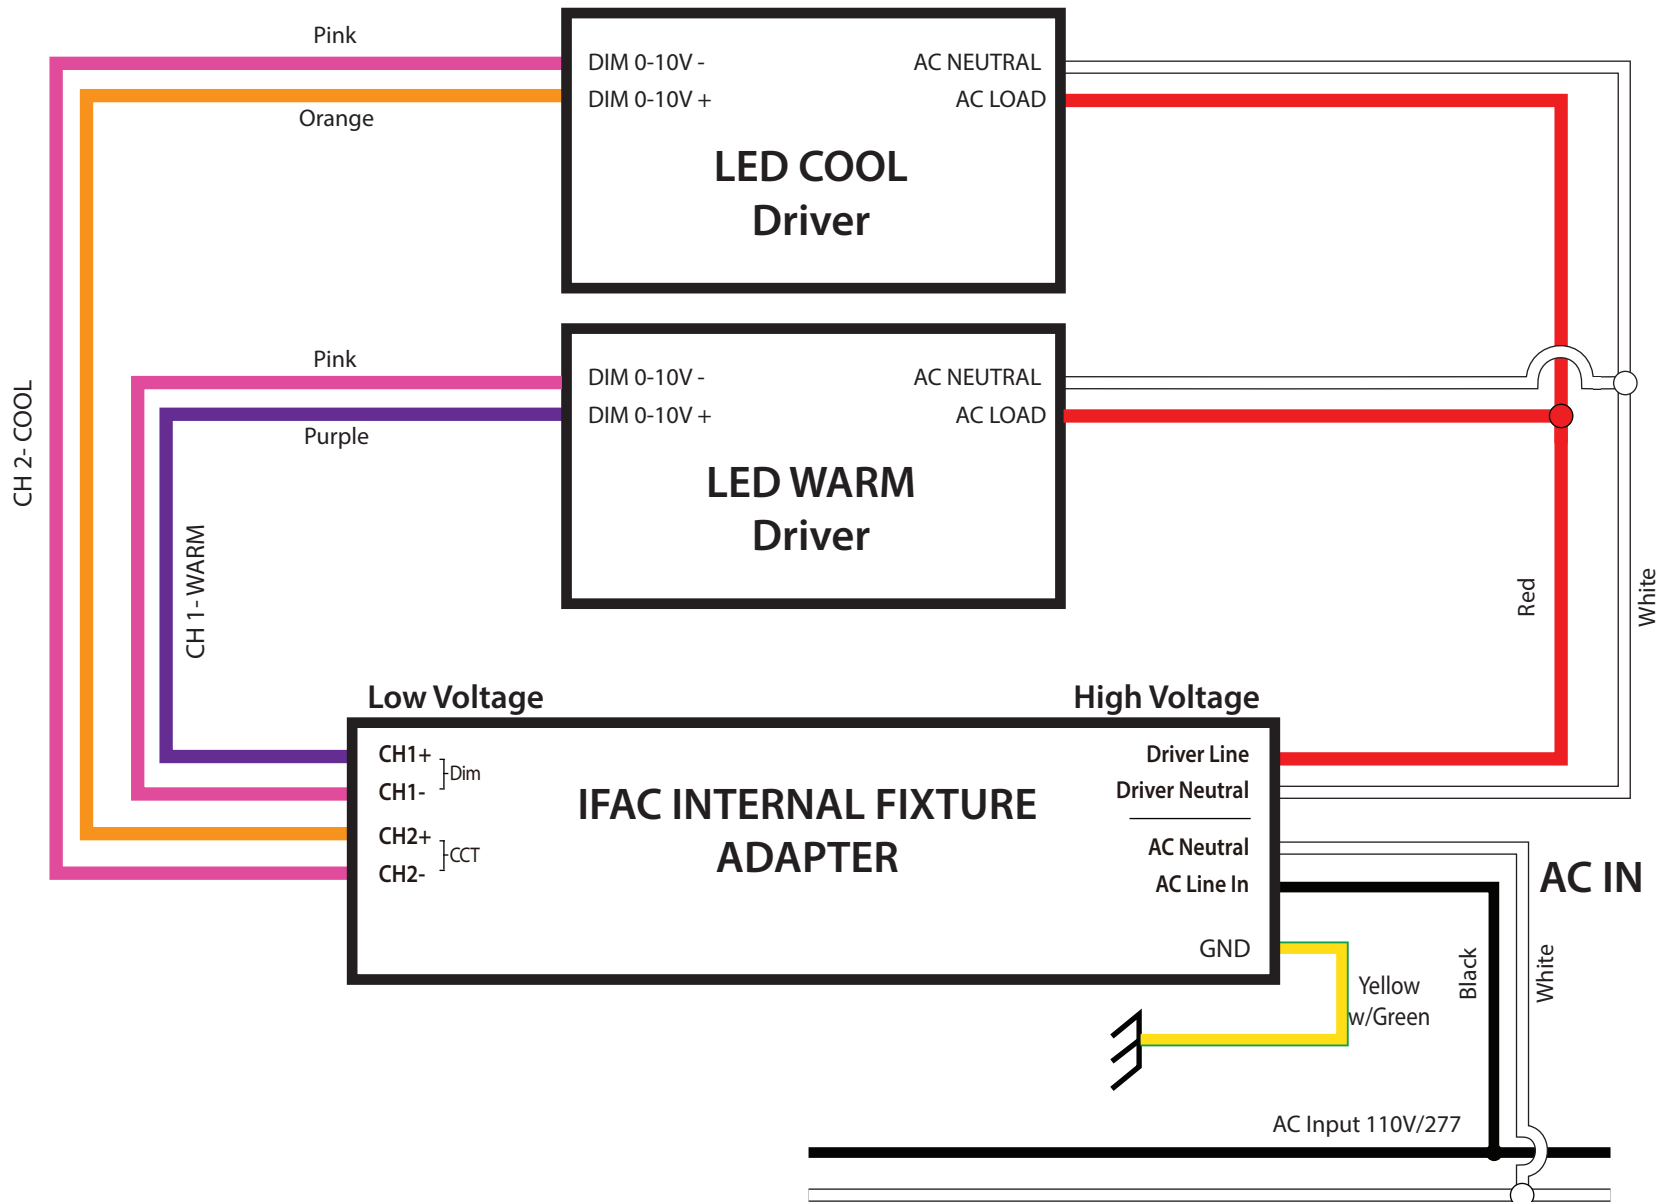 Pink
Orange
DIM 0-10V -
DIM 0-10V +
AC NEUTRAL
AC LOAD
LED COOL
Driver
CH 2- COOL
Pink
Purple
DIM 0-10V -
DIM 0-10V +
AC NEUTRAL
AC LOAD
LED WARM
Driver
CH 1- WARM
Red
White
Low Voltage
High Voltage
CH1+
CH1-
Dim
CH2+
CH2-
CCT
IFAC INTERNAL FIXTURE
ADAPTER
Driver Line
Driver Neutral
AC Neutral
AC Line In
GND
AC IN
Black
White
Yellow
w/Green
AC Input 110V/277